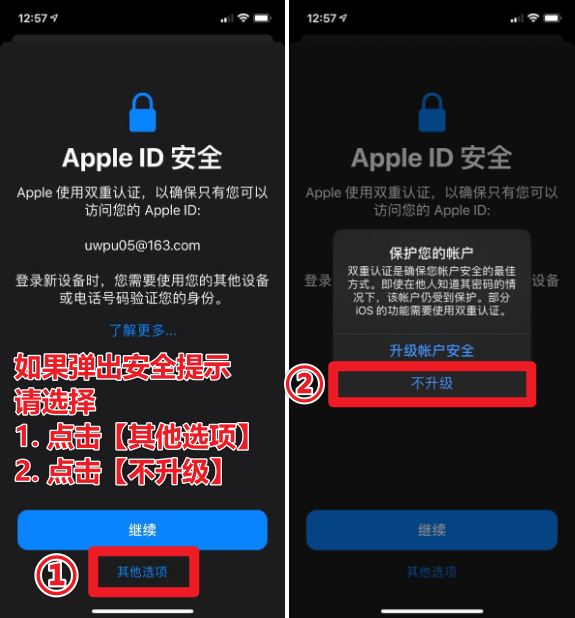 12:57
Apple ID 安全
Apple 使用双重认证，以确保只有您可以
访问您的 Apple ID:
uwpu05@163.com
登录新设备时，您需要使用您的其他设备
或电话号码验证您的身份。
了解更多...
如果弹出安全提示
请选择
1. 点击【其他选项】
2. 点击【不升级】
继续
① 其他选项
12:57
Apple ID 安全
Apple 使用双重认证，以确保只有您可以
访问您的 Apple ID:
保护您的帐户
双重认证是确保您帐户安全的最佳
方式。即使在他人知道其密码的情
况下，该帐户仍受到保护。部分
iOS 的功能需要使用双重认证。
登录
设备
升级帐户安全
② 不升级
继续
其他选项